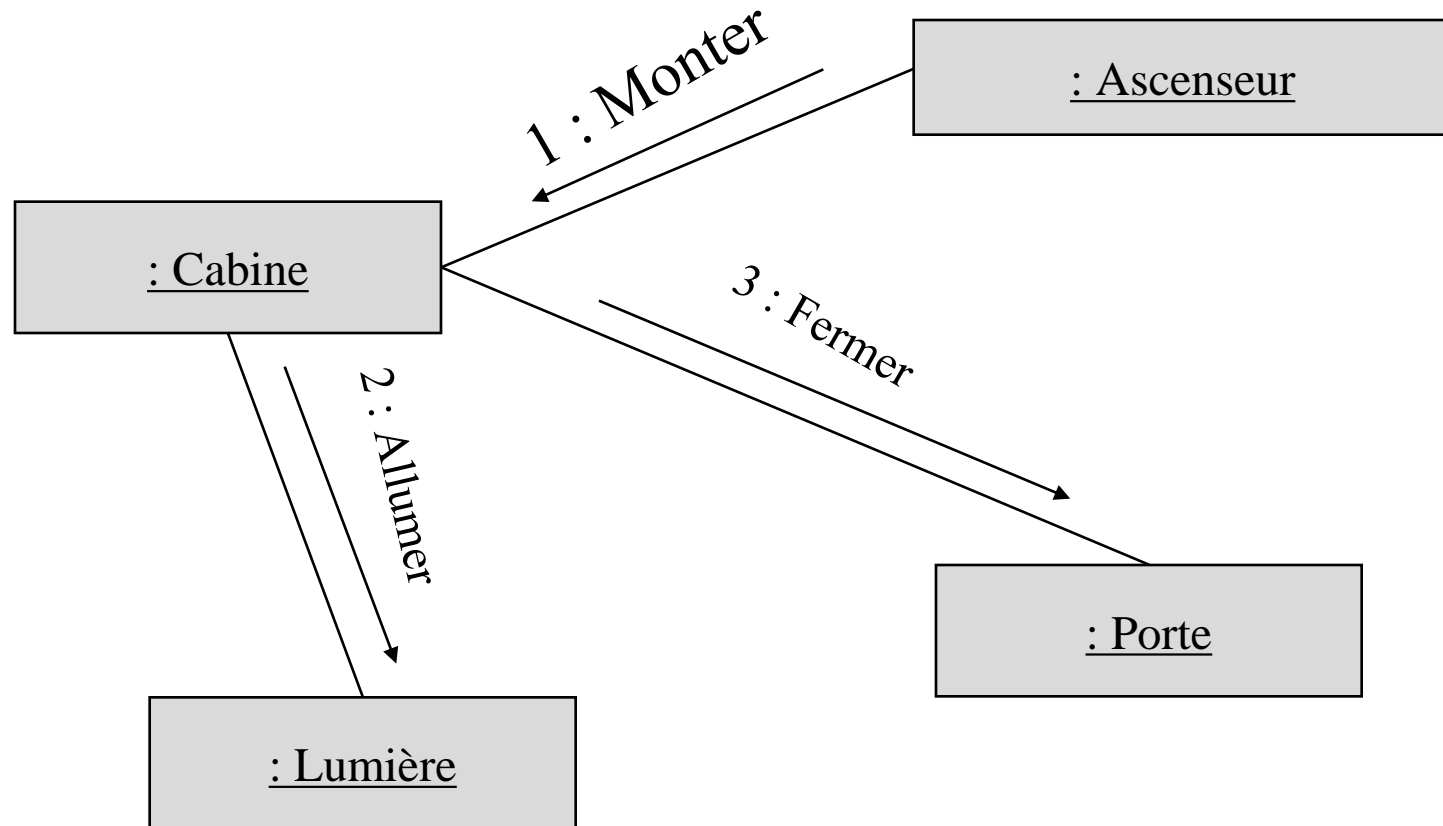 1 : Monter
: Ascenseur
: Cabine
3 : Fermer
2 : Allumer
: Porte
: Lumière